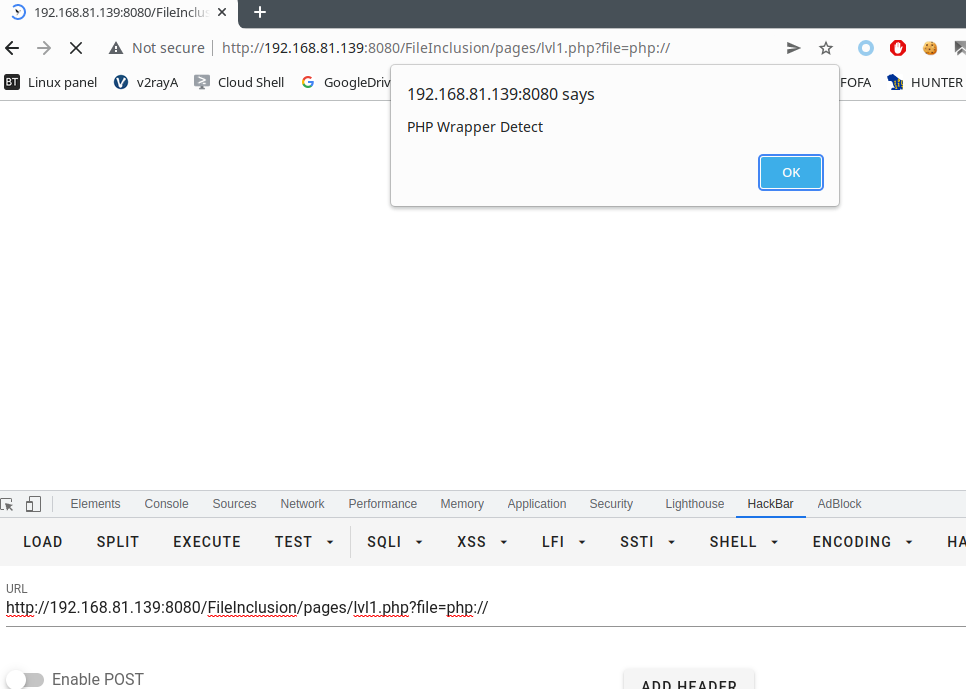 192.168.81.139:8080/FileInclus
Not secure http://192.168.81.139:8080/FileInclusion/pages/lvl1.php?file=php://
BT Linux panel v2rayA Cloud Shell GoogleDriv FOFA HUNTER
192.168.81.139:8080 says
PHP Wrapper Detect
OK
Elements Console Sources Network Performance Memory Application Security Lighthouse HackBar AdBlock
LOAD SPLIT EXECUTE TEST SQLI XSS LFI SSTI SHELL ENCODING HA
URL
http://192.168.81.139:8080/FileInclusion/pages/lvl1.php?file=php://
Enable POST ADD HEADER